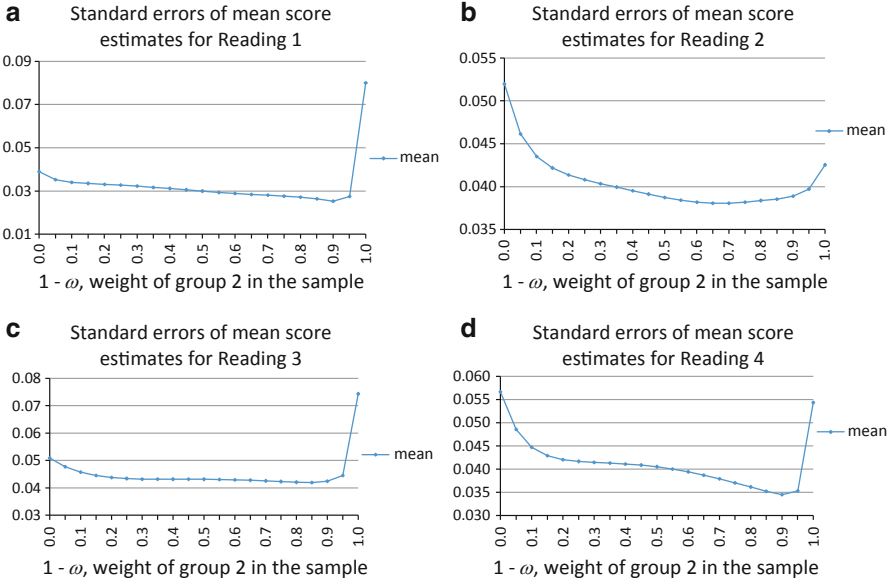 a
Standard errors of mean score
estimates for Reading 1
0.09
0.07
0.05
0.03
0.01
0.0 0.1 0.2 0.3 0.4 0.5 0.6 0.7 0.8 0.9 1.0
1 - ω, weight of group 2 in the sample
mean
b
Standard errors of mean score
estimates for Reading 2
0.055
0.050
0.045
0.040
0.035
0.0 0.1 0.2 0.3 0.4 0.5 0.6 0.7 0.8 0.9 1.0
1 - ω, weight of group 2 in the sample
mean
c
Standard errors of mean score
estimates for Reading 3
0.08
0.07
0.06
0.05
0.04
0.03
0.0 0.1 0.2 0.3 0.4 0.5 0.6 0.7 0.8 0.9 1.0
1 - ω, weight of group 2 in the sample
mean
d
Standard errors of mean score
estimates for Reading 4
0.060
0.055
0.050
0.045
0.040
0.035
0.030
0.0 0.1 0.2 0.3 0.4 0.5 0.6 0.7 0.8 0.9 1.0
1 - ω, weight of group 2 in the sample
mean